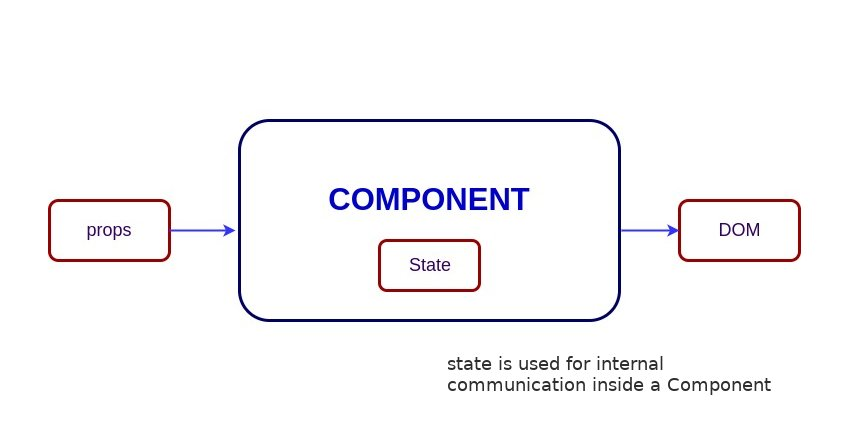 COMPONENT
props
State
DOM
state is used for internal
communication inside a Component